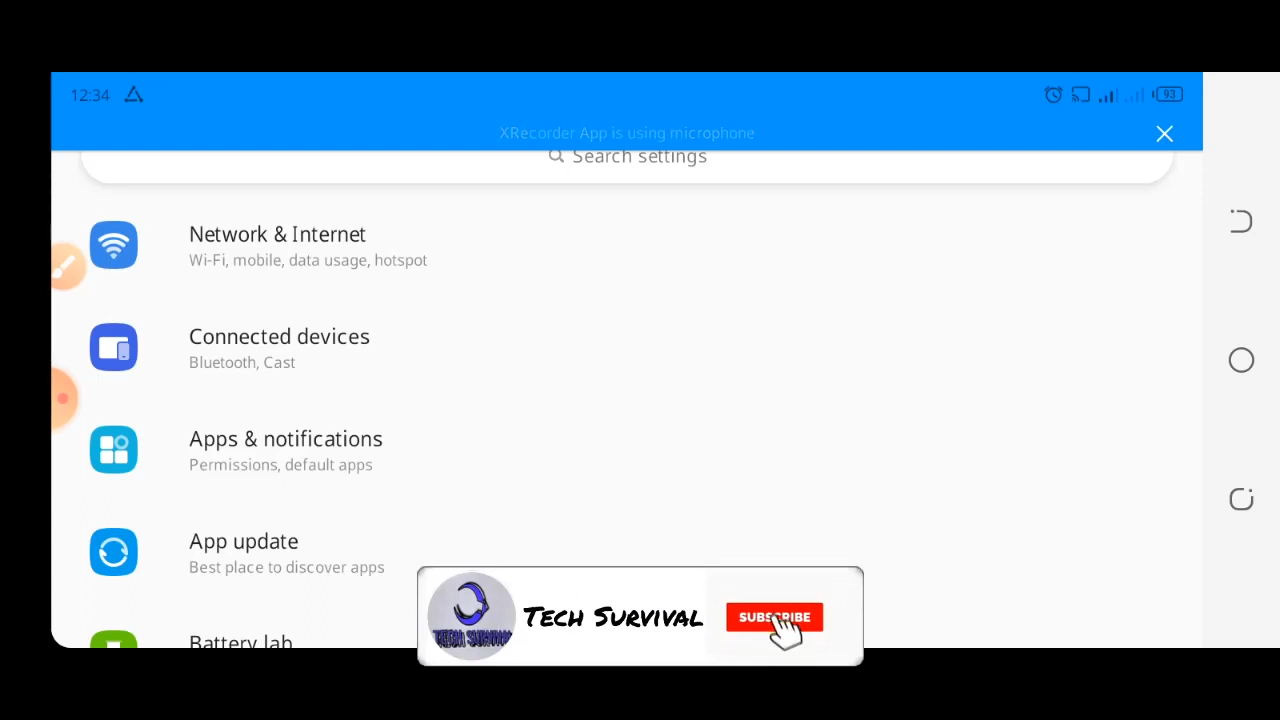 12:34
93
XRecorder App is using microphone
Search settings
Network & Internet
Wi-Fi, mobile, data usage, hotspot
Connected devices
Bluetooth, Cast
Apps & notifications
Permissions, default apps
App update
Best place to discover apps
Battery lab
TECH SURVIVAL
Tech Survival
SUBSCRIBE